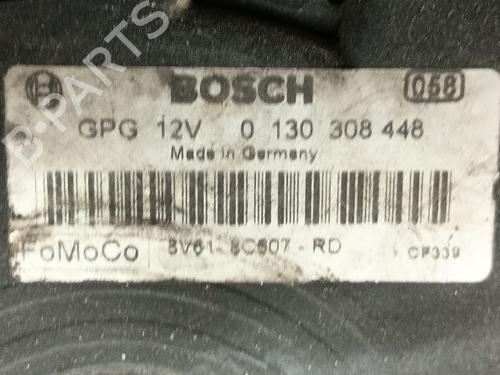 BOSCH 058
GPG 12V 0 130 308 448
Made in Germany
FoMoCo 8V61-8C607-RD CF339
B-PARTS